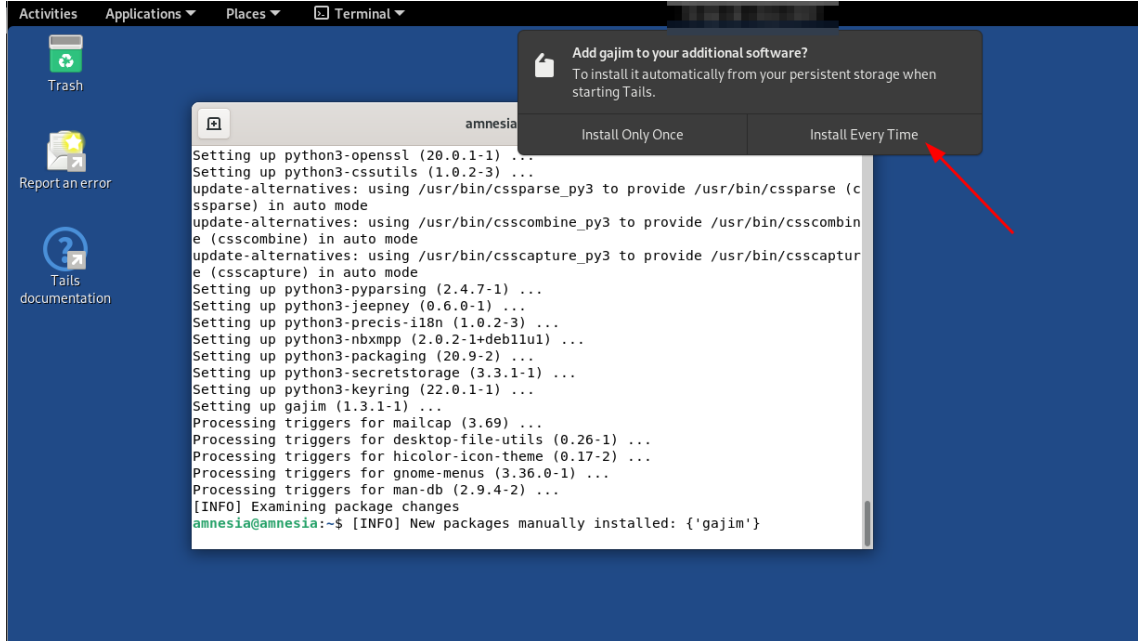 Activities Applications Places Terminal
Trash
Report an error
Tails
documentation
Add gajim to your additional software?
To install it automatically from your persistent storage when
starting Tails.
Install Only Once Install Every Time
amnesia
Setting up python3-openssl (20.0.1-1) ...
Setting up python3-cssutils (1.0.2-3) ...
update-alternatives: using /usr/bin/cssparse_py3 to provide /usr/bin/cssparse (c
ssparse) in auto mode
update-alternatives: using /usr/bin/csscombine_py3 to provide /usr/bin/csscombin
e (csscombine) in auto mode
update-alternatives: using /usr/bin/csscapture_py3 to provide /usr/bin/csscaptur
e (csscapture) in auto mode
Setting up python3-pyparsing (2.4.7-1) ...
Setting up python3-jeepney (0.6.0-1) ...
Setting up python3-precis-i18n (1.0.2-3) ...
Setting up python3-nbxmpp (2.0.2-1+deb11u1) ...
Setting up python3-packaging (20.9-2) ...
Setting up python3-secretstorage (3.3.1-1) ...
Setting up python3-keyring (22.0.1-1) ...
Setting up gajim (1.3.1-1) ...
Processing triggers for mailcap (3.69) ...
Processing triggers for desktop-file-utils (0.26-1) ...
Processing triggers for hicolor-icon-theme (0.17-2) ...
Processing triggers for gnome-menus (3.36.0-1) ...
Processing triggers for man-db (2.9.4-2) ...
[INFO] Examining package changes
amnesia@amnesia:~$ [INFO] New packages manually installed: {'gajim'}